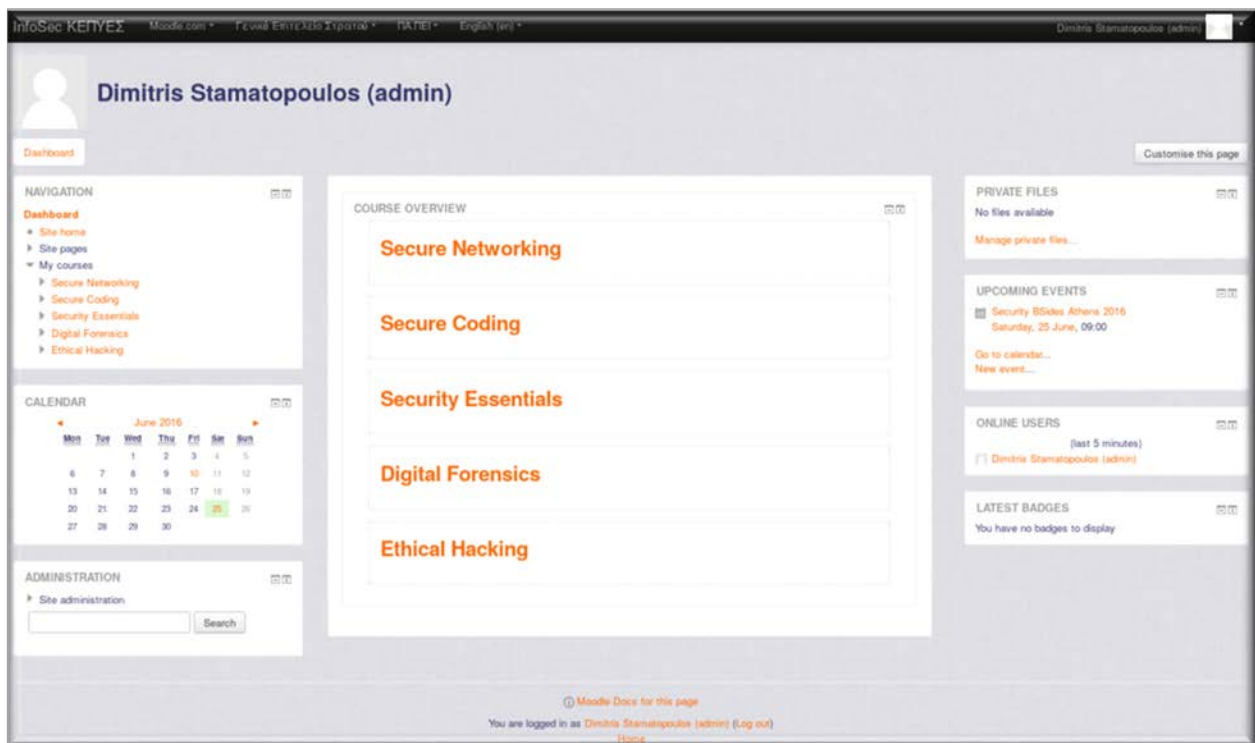 InfoSec ΚΕΠΥΕΣ Moodle.com Γενικό Επιτελείο Στρατού ΠΑ.ΠΕΙ English (en) Dimitris Stamatopoulos (admin)
Dimitris Stamatopoulos (admin)
Dashboard
Customise this page
NAVIGATION
Dashboard
Site home
Site pages
My courses
Secure Networking
Secure Coding
Security Essentials
Digital Forensics
Ethical Hacking
CALENDAR
June 2016
Mon Tue Wed Thu Fri Sat Sun
1 2 3 4 5
6 7 8 9 10 11 12
13 14 15 16 17 18 19
20 21 22 23 24 25 26
27 28 29 30
ADMINISTRATION
Site administration
Search
COURSE OVERVIEW
Secure Networking
Secure Coding
Security Essentials
Digital Forensics
Ethical Hacking
PRIVATE FILES
No files available
Manage private files...
UPCOMING EVENTS
Security BSides Athens 2016
Saturday, 25 June, 09:00
Go to calendar...
New event...
ONLINE USERS
(last 5 minutes)
Dimitris Stamatopoulos (admin)
LATEST BADGES
You have no badges to display
Moodle Docs for this page
You are logged in as Dimitris Stamatopoulos (admin) (Log out)
Home